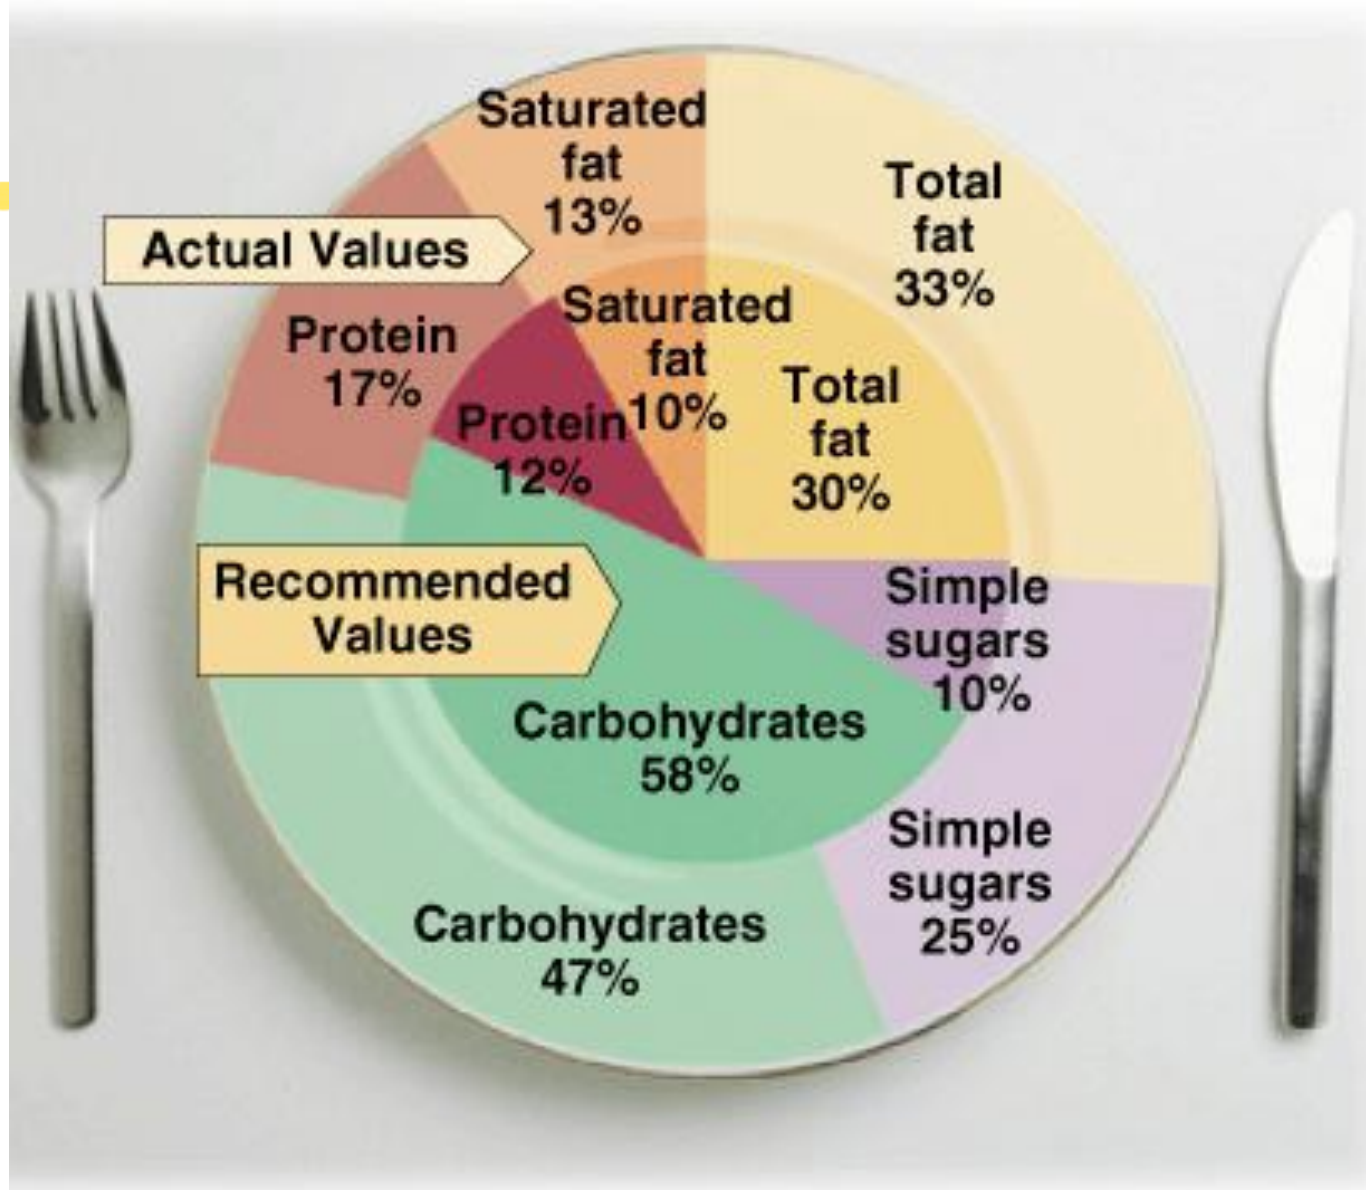 Saturated
fat
13%
Total
fat
33%
Actual Values
Protein
17%
Saturated
fat
10%
Total
fat
30%
Protein
12%
Recommended
Values
Simple
sugars
10%
Carbohydrates
58%
Simple
sugars
25%
Carbohydrates
47%